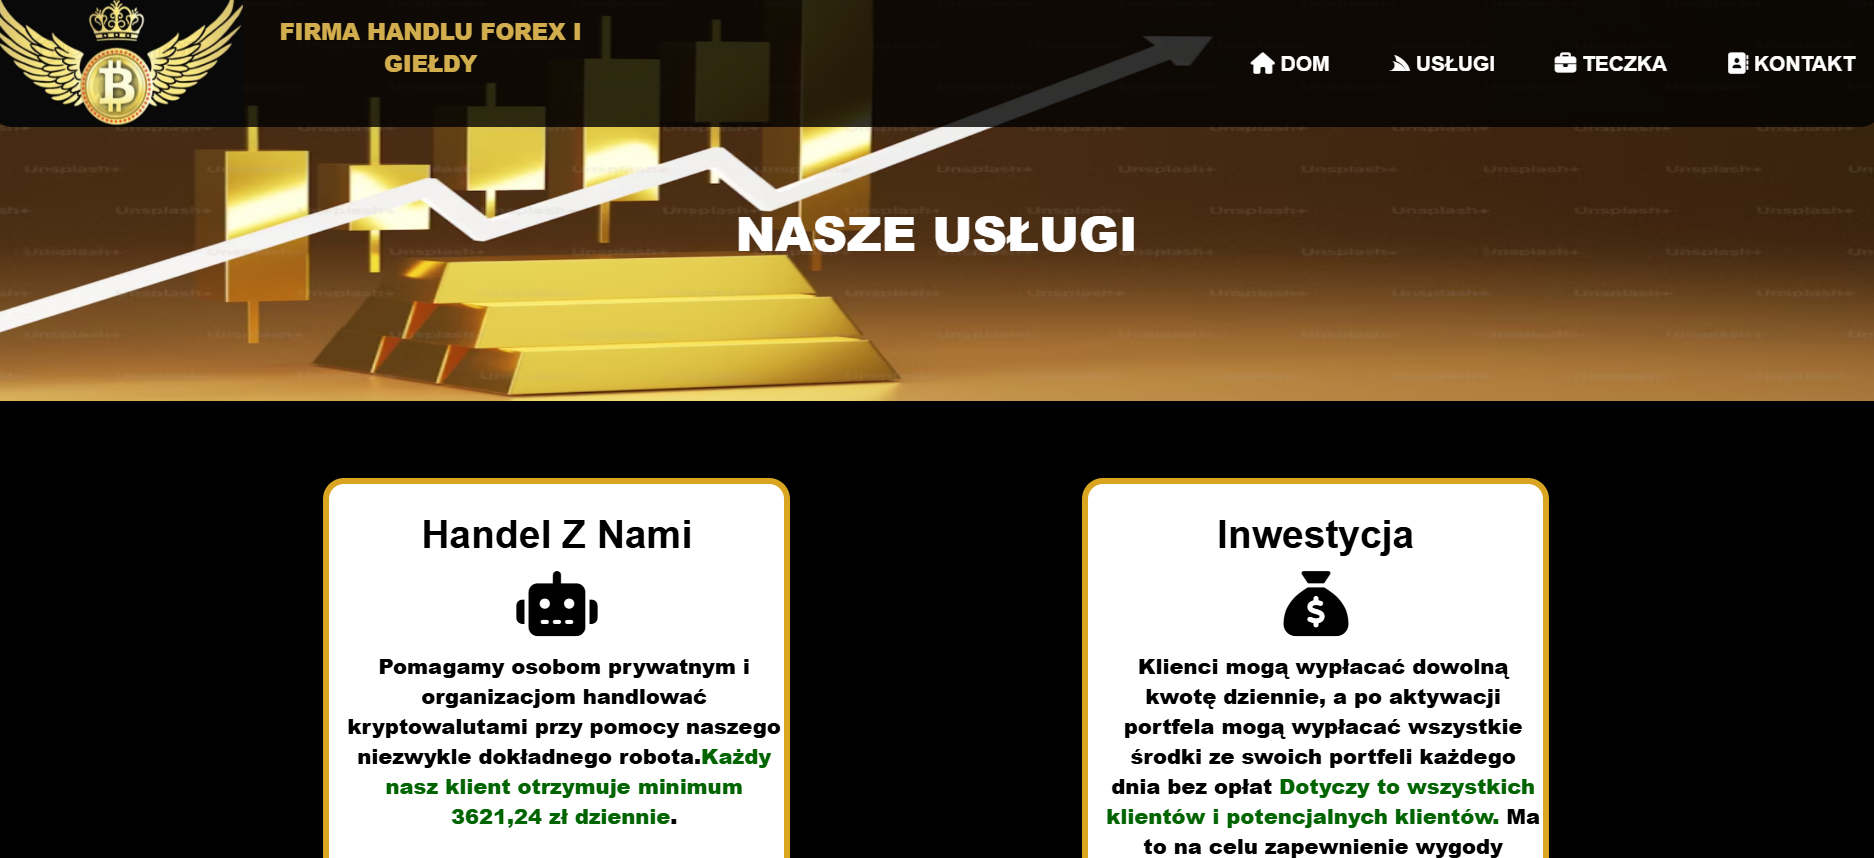 FIRMA HANDLU FOREX I
GIEŁDY
DOM
USŁUGI
TECZKA
KONTAKT
NASZE USŁUGI
Handel Z Nami
Pomagamy osobom prywatnym i
organizacjom handlować
kryptowalutami przy pomocy naszego
niezwykle dokładnego robota.Każdy
nasz klient otrzymuje minimum
3621,24 zł dziennie.
Inwestycja
Klienci mogą wypłacać dowolną
kwotę dziennie, a po aktywacji
portfela mogą wypłacać wszystkie
środki ze swoich portfeli każdego
dnia bez opłat Dotyczy to wszystkich
klientów i potencjalnych klientów. Ma
to na celu zapewnienie wygody